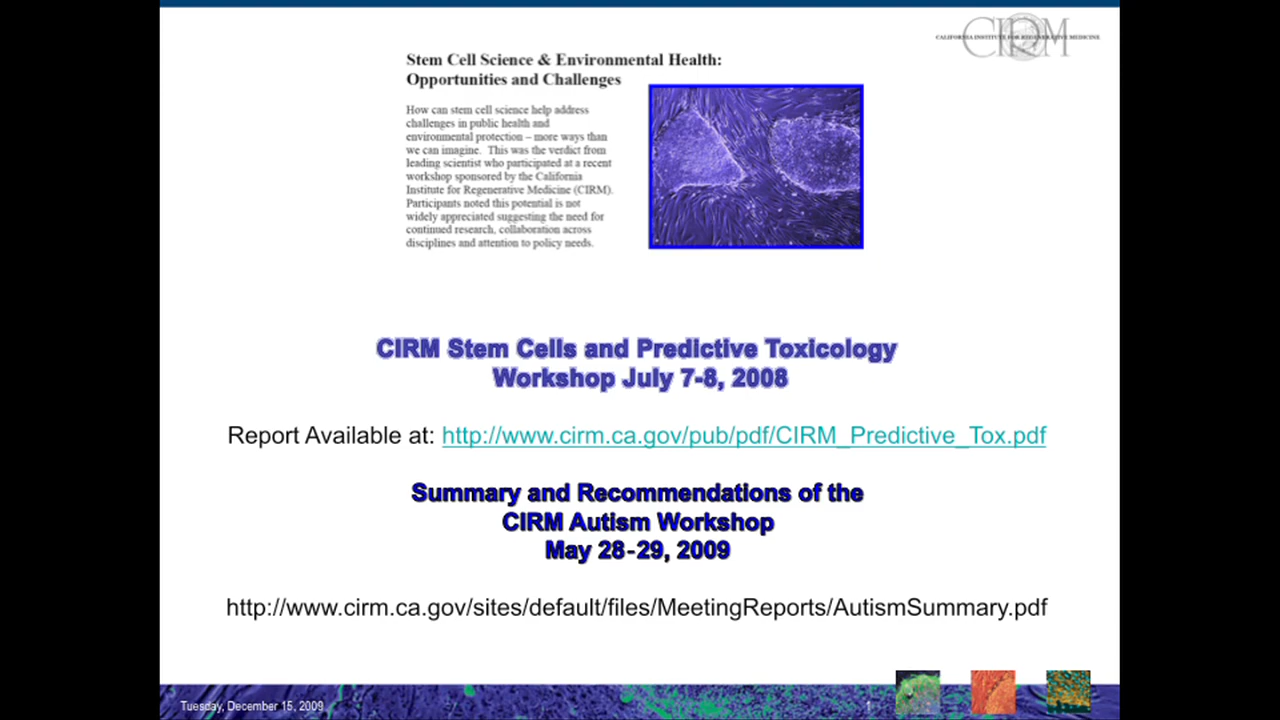 CIRM
CALIFORNIA INSTITUTE FOR REGENERATIVE MEDICINE
Stem Cell Science & Environmental Health:
Opportunities and Challenges
How can stem cell science help address
challenges in public health and
environmental protection – more ways than
we can imagine. This was the verdict from
leading scientist who participated at a recent
workshop sponsored by the California
Institute for Regenerative Medicine (CIRM).
Participants noted this potential is not
widely appreciated suggesting the need for
continued research, collaboration across
disciplines and attention to policy needs.
CIRM Stem Cells and Predictive Toxicology
Workshop July 7-8, 2008
Report Available at: http://www.cirm.ca.gov/pub/pdf/CIRM_Predictive_Tox.pdf
Summary and Recommendations of the
CIRM Autism Workshop
May 28-29, 2009
http://www.cirm.ca.gov/sites/default/files/MeetingReports/AutismSummary.pdf
Tuesday, December 15, 2009